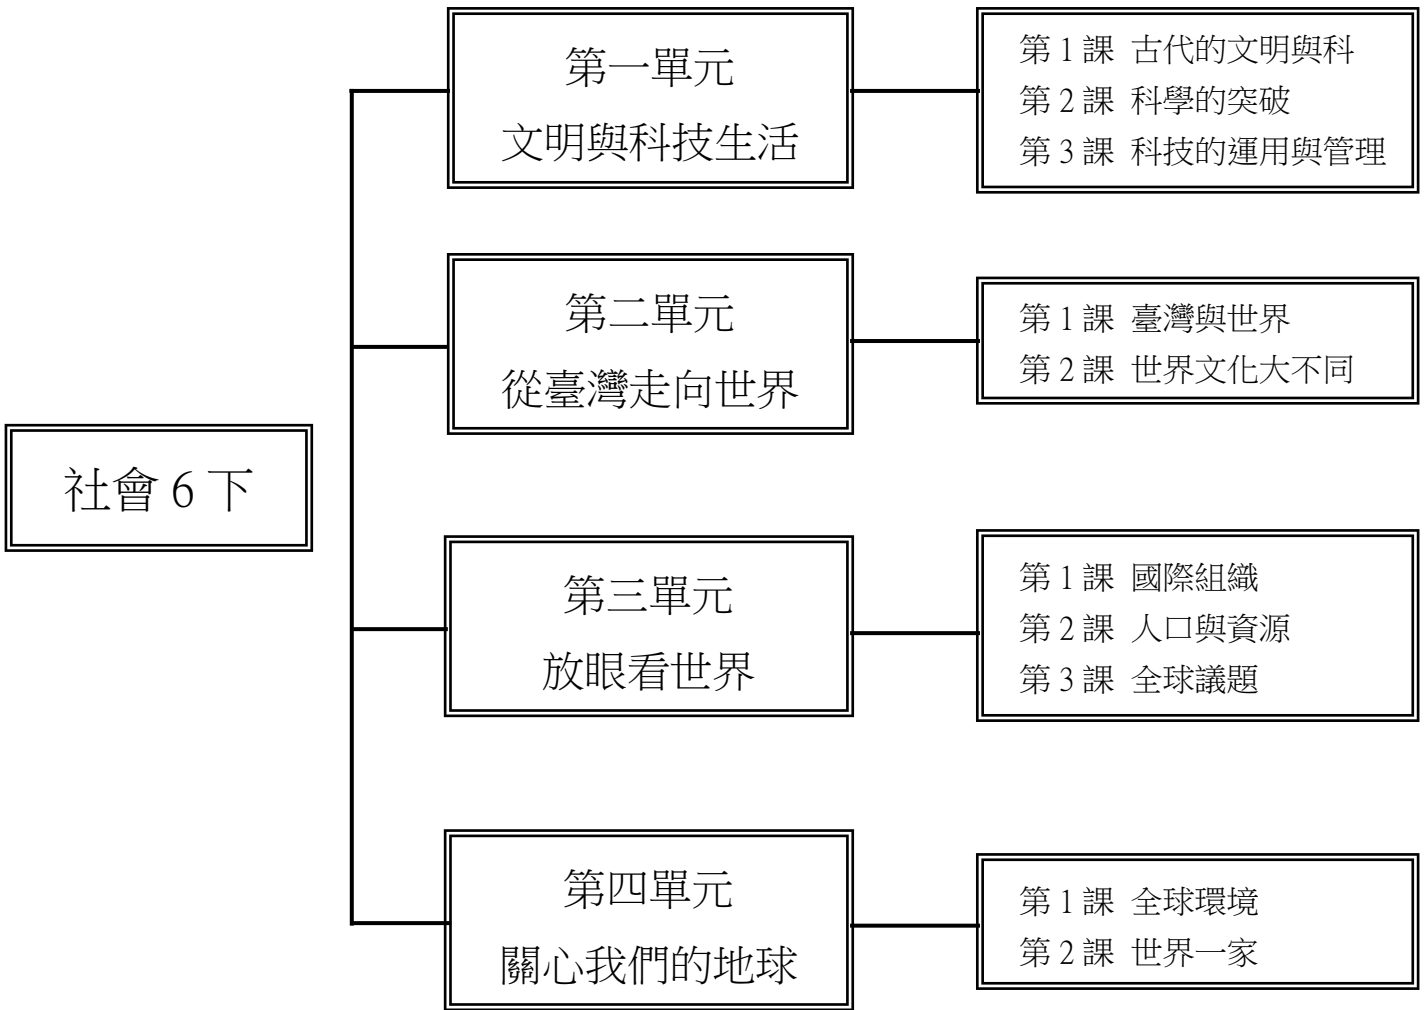 第一單元
文明與科技生活
第 1 課 古代的文明與科
第 2 課 科學的突破
第 3 課 科技的運用與管理
第二單元
從臺灣走向世界
第 1 課 臺灣與世界
第 2 課 世界文化大不同
社會 6 下
第三單元
放眼看世界
第 1 課 國際組織
第 2 課 人口與資源
第 3 課 全球議題
第四單元
關心我們的地球
第 1 課 全球環境
第 2 課 世界一家